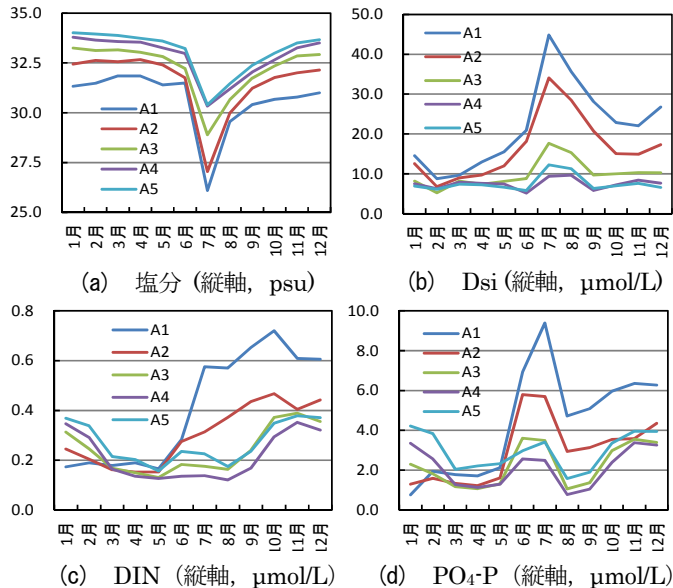 35.0
32.5
30.0
27.5
25.0
A1
A2
A3
A4
A5
1月
2月
3月
4月
5月
6月
7月
8月
9月
10月
11月
12月
(a) 塩分 (縦軸, psu)
50.0
40.0
30.0
20.0
10.0
0.0
A1
A2
A3
A4
A5
1月
2月
3月
4月
5月
6月
7月
8月
9月
10月
11月
12月
(b) Dsi (縦軸, μmol/L)
0.8
0.6
0.4
0.2
0.0
A1
A2
A3
A4
A5
1月
2月
3月
4月
5月
6月
7月
8月
9月
10月
11月
12月
(c) DIN (縦軸, μmol/L)
10.0
8.0
6.0
4.0
2.0
0.0
A1
A2
A3
A4
A5
1月
2月
3月
4月
5月
6月
7月
8月
9月
10月
11月
12月
(d) PO₄-P (縦軸, μmol/L)